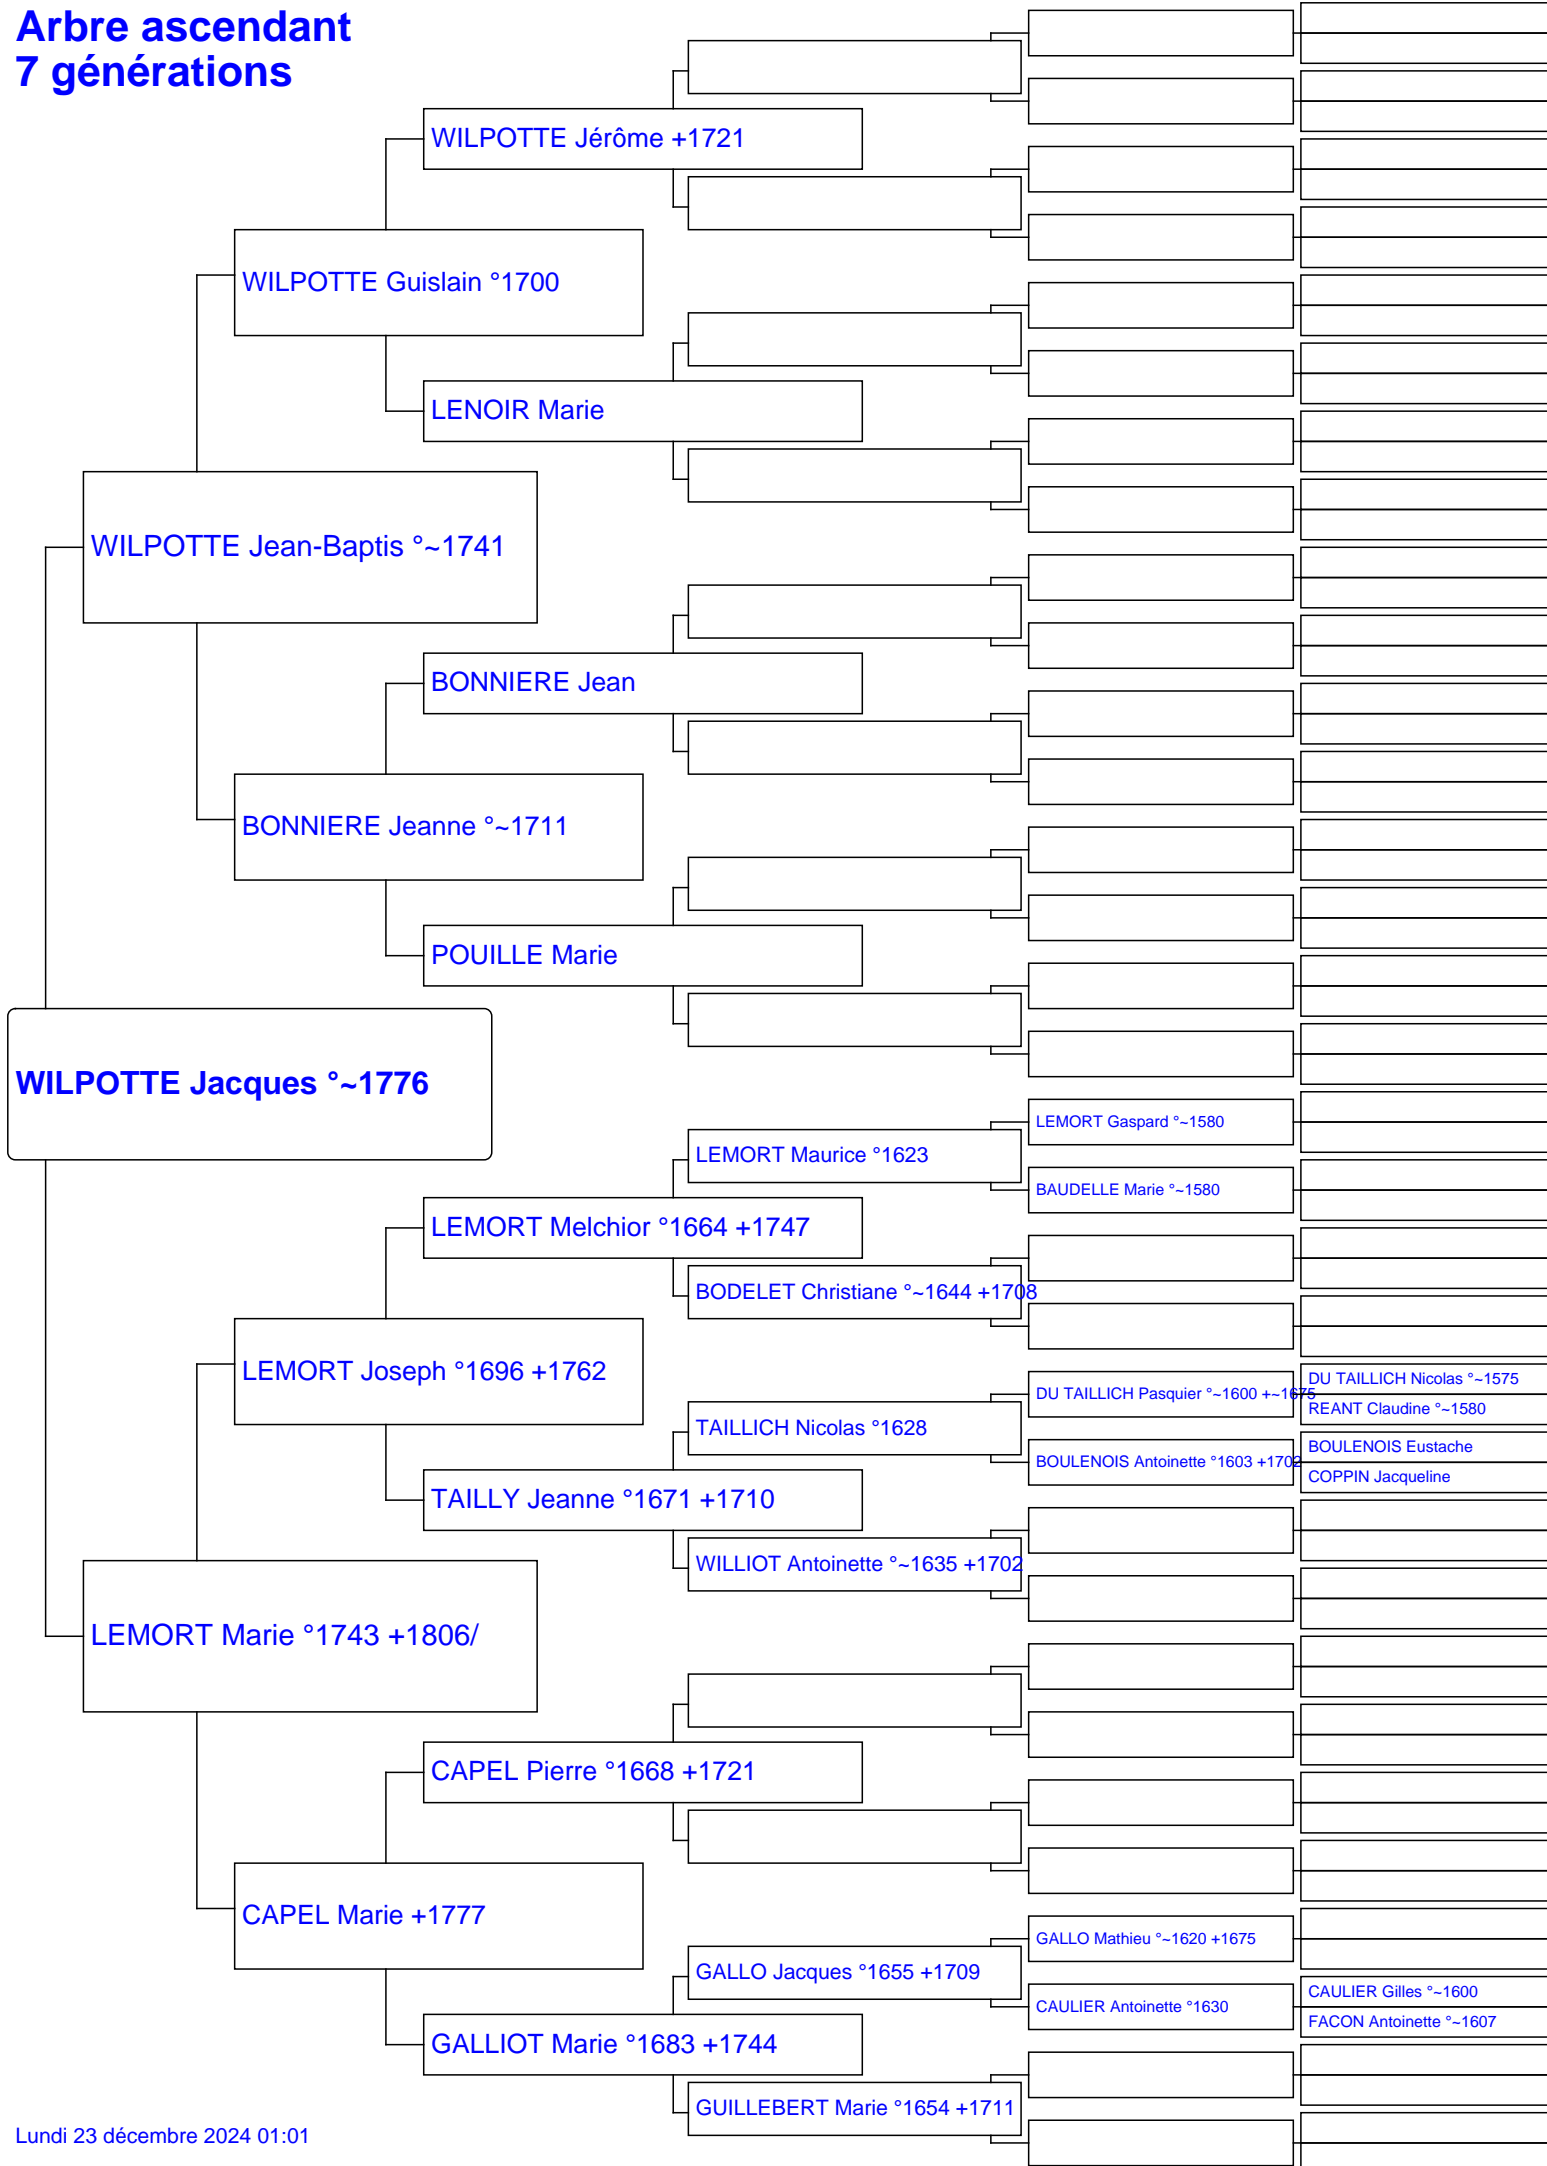 Arbre ascendant
7 générations
WILPOTTE Jérôme +1721
WILPOTTE Guislain °1700
LENOIR Marie
WILPOTTE Jean-Baptis °~1741
BONNIERE Jean
BONNIERE Jeanne °~1711
POUILLE Marie
WILPOTTE Jacques °~1776
LEMORT Gaspard °~1580
LEMORT Maurice °1623
BAUDELLE Marie °~1580
LEMORT Melchior °1664 +1747
BODELET Christiane °~1644 +1708
LEMORT Joseph °1696 +1762
DU TAILLICH Nicolas °~1575
DU TAILLICH Pasquier °~1600 +~1675
REANT Claudine °~1580
TAILLICH Nicolas °1628
BOULENOIS Eustache
BOULENOIS Antoinette °1603 +1702
COPPIN Jacqueline
TAILLY Jeanne °1671 +1710
WILLIOT Antoinette °~1635 +1702
LEMORT Marie °1743 +1806/
CAPEL Pierre °1668 +1721
CAPEL Marie +1777
GALLO Mathieu °~1620 +1675
GALLO Jacques °1655 +1709
CAULIER Gilles °~1600
CAULIER Antoinette °1630
FACON Antoinette °~1607
GALLIOT Marie °1683 +1744
GUILLEBERT Marie °1654 +1711
Lundi 23 décembre 2024 01:01